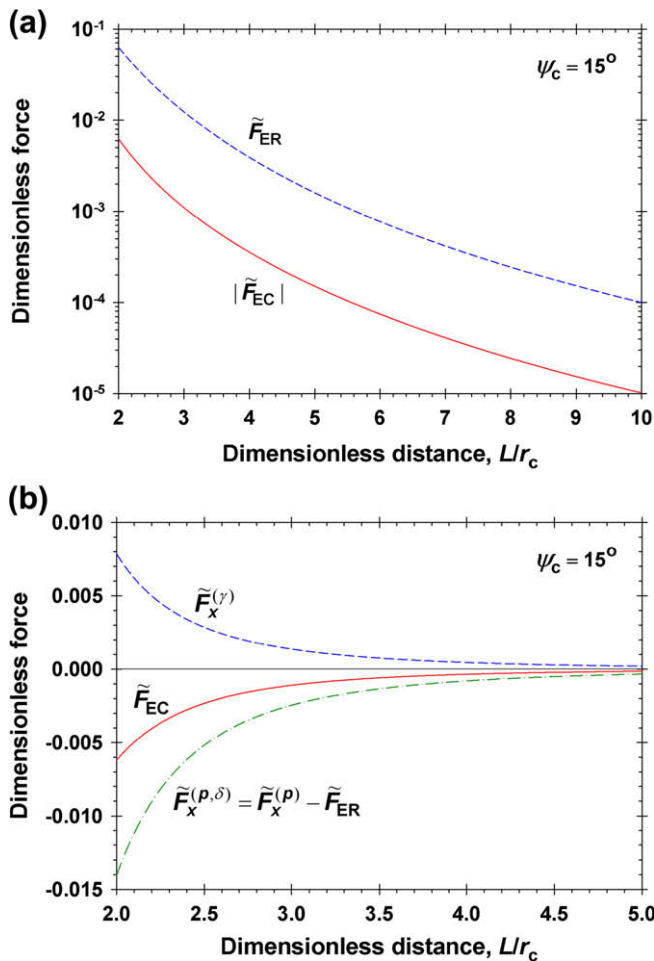 (a)
10⁻¹
10⁻²
10⁻³
10⁻⁴
10⁻⁵
Dimensionless force
ψc = 15°
F̃ER
|F̃EC|
2 3 4 5 6 7 8 9 10
Dimensionless distance, L/rc
(b)
0.010
0.005
0.000
-0.005
-0.010
-0.015
Dimensionless force
ψc = 15°
F̃x(γ)
F̃EC
F̃x(p,δ) = F̃x(p) − F̃ER
2.0 2.5 3.0 3.5 4.0 4.5 5.0
Dimensionless distance, L/rc